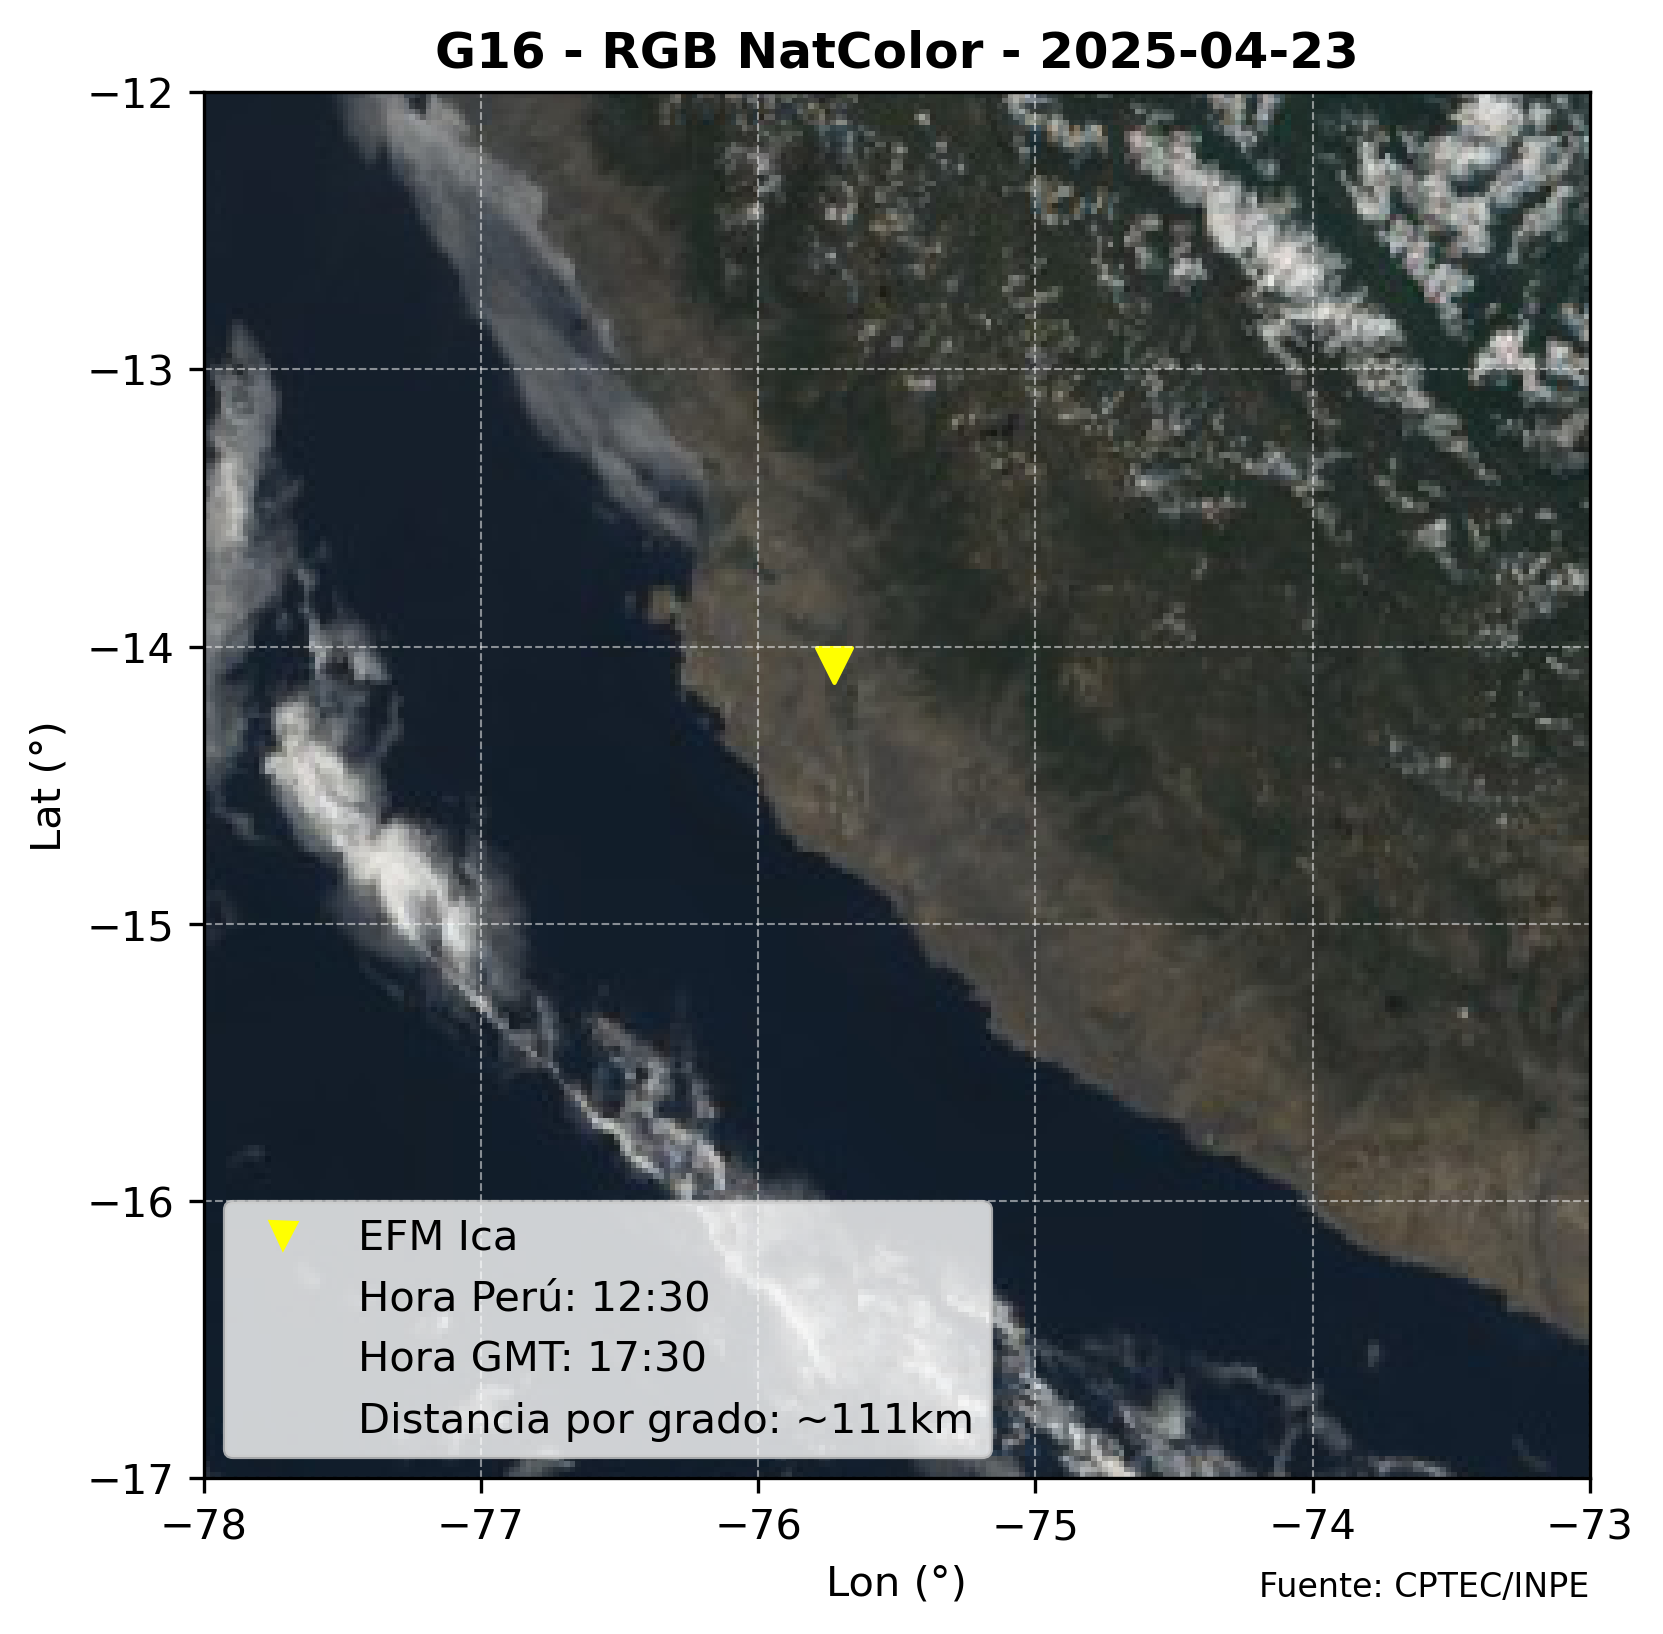 G16 - RGB NatColor - 2025-04-23
−12
−13
−14
−15
−16
−17
Lat (°)
EFM Ica
Hora Perú: 12:30
Hora GMT: 17:30
Distancia por grado: ~111km
−78 −77 −76 −75 −74 −73
Lon (°)
Fuente: CPTEC/INPE